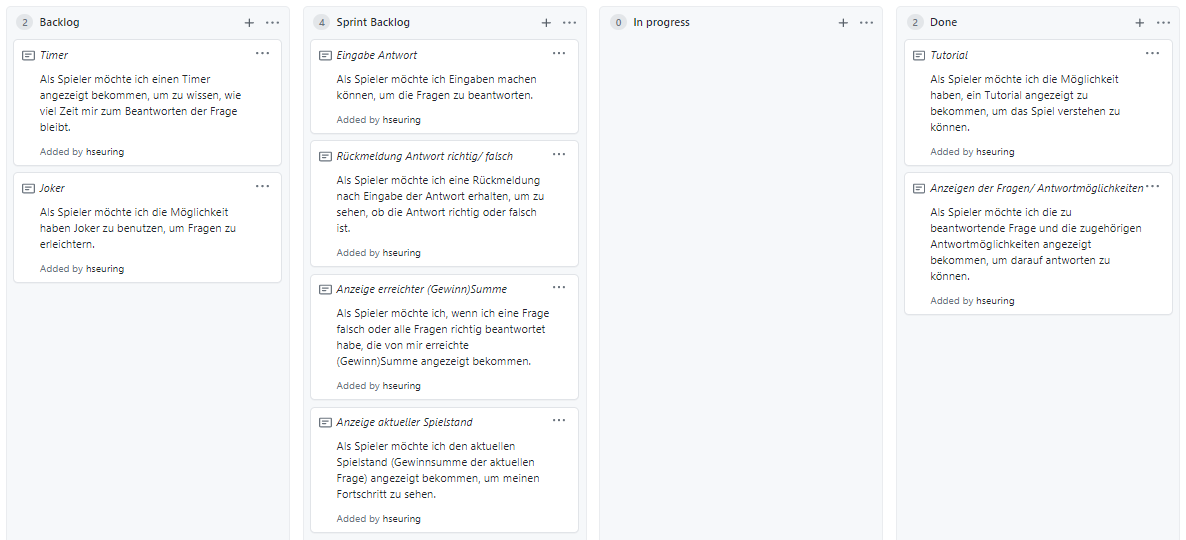 2 Backlog
Timer
Als Spieler möchte ich einen Timer
angezeigt bekommen, um zu wissen, wie
viel Zeit mir zum Beantworten der Frage
bleibt.
Added by hseuring
Joker
Als Spieler möchte ich die Möglichkeit
haben Joker zu benutzen, um Fragen zu
erleichtern.
Added by hseuring
4 Sprint Backlog
Eingabe Antwort
Als Spieler möchte ich Eingaben machen
können, um die Fragen zu beantworten.
Added by hseuring
Rückmeldung Antwort richtig/ falsch
Als Spieler möchte ich eine Rückmeldung
nach Eingabe der Antwort erhalten, um zu
sehen, ob die Antwort richtig oder falsch
ist.
Added by hseuring
Anzeige erreichter (Gewinn)Summe
Als Spieler möchte ich, wenn ich eine Frage
falsch oder alle Fragen richtig beantwortet
habe, die von mir erreichte
(Gewinn)Summe angezeigt bekommen.
Added by hseuring
Anzeige aktueller Spielstand
Als Spieler möchte ich den aktuellen
Spielstand (Gewinnsumme der aktuellen
Frage) angezeigt bekommen, um meinen
Fortschritt zu sehen.
Added by hseuring
0 In progress
2 Done
Tutorial
Als Spieler möchte ich die Möglichkeit
haben, ein Tutorial angezeigt zu
bekommen, um das Spiel verstehen zu
können.
Added by hseuring
Anzeigen der Fragen/ Antwortmöglichkeiten
Als Spieler möchte ich die zu
beantwortende Frage und die zugehörigen
Antwortmöglichkeiten angezeigt
bekommen, um darauf antworten zu
können.
Added by hseuring